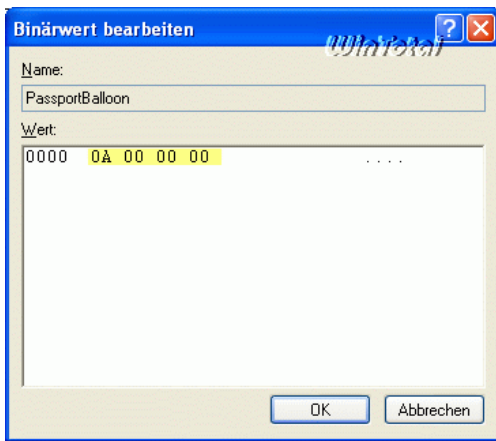 Binärwert bearbeiten
WinTotal
Name:
PassportBalloon
Wert:
0000 0A 00 00 00 ....
OK Abbrechen